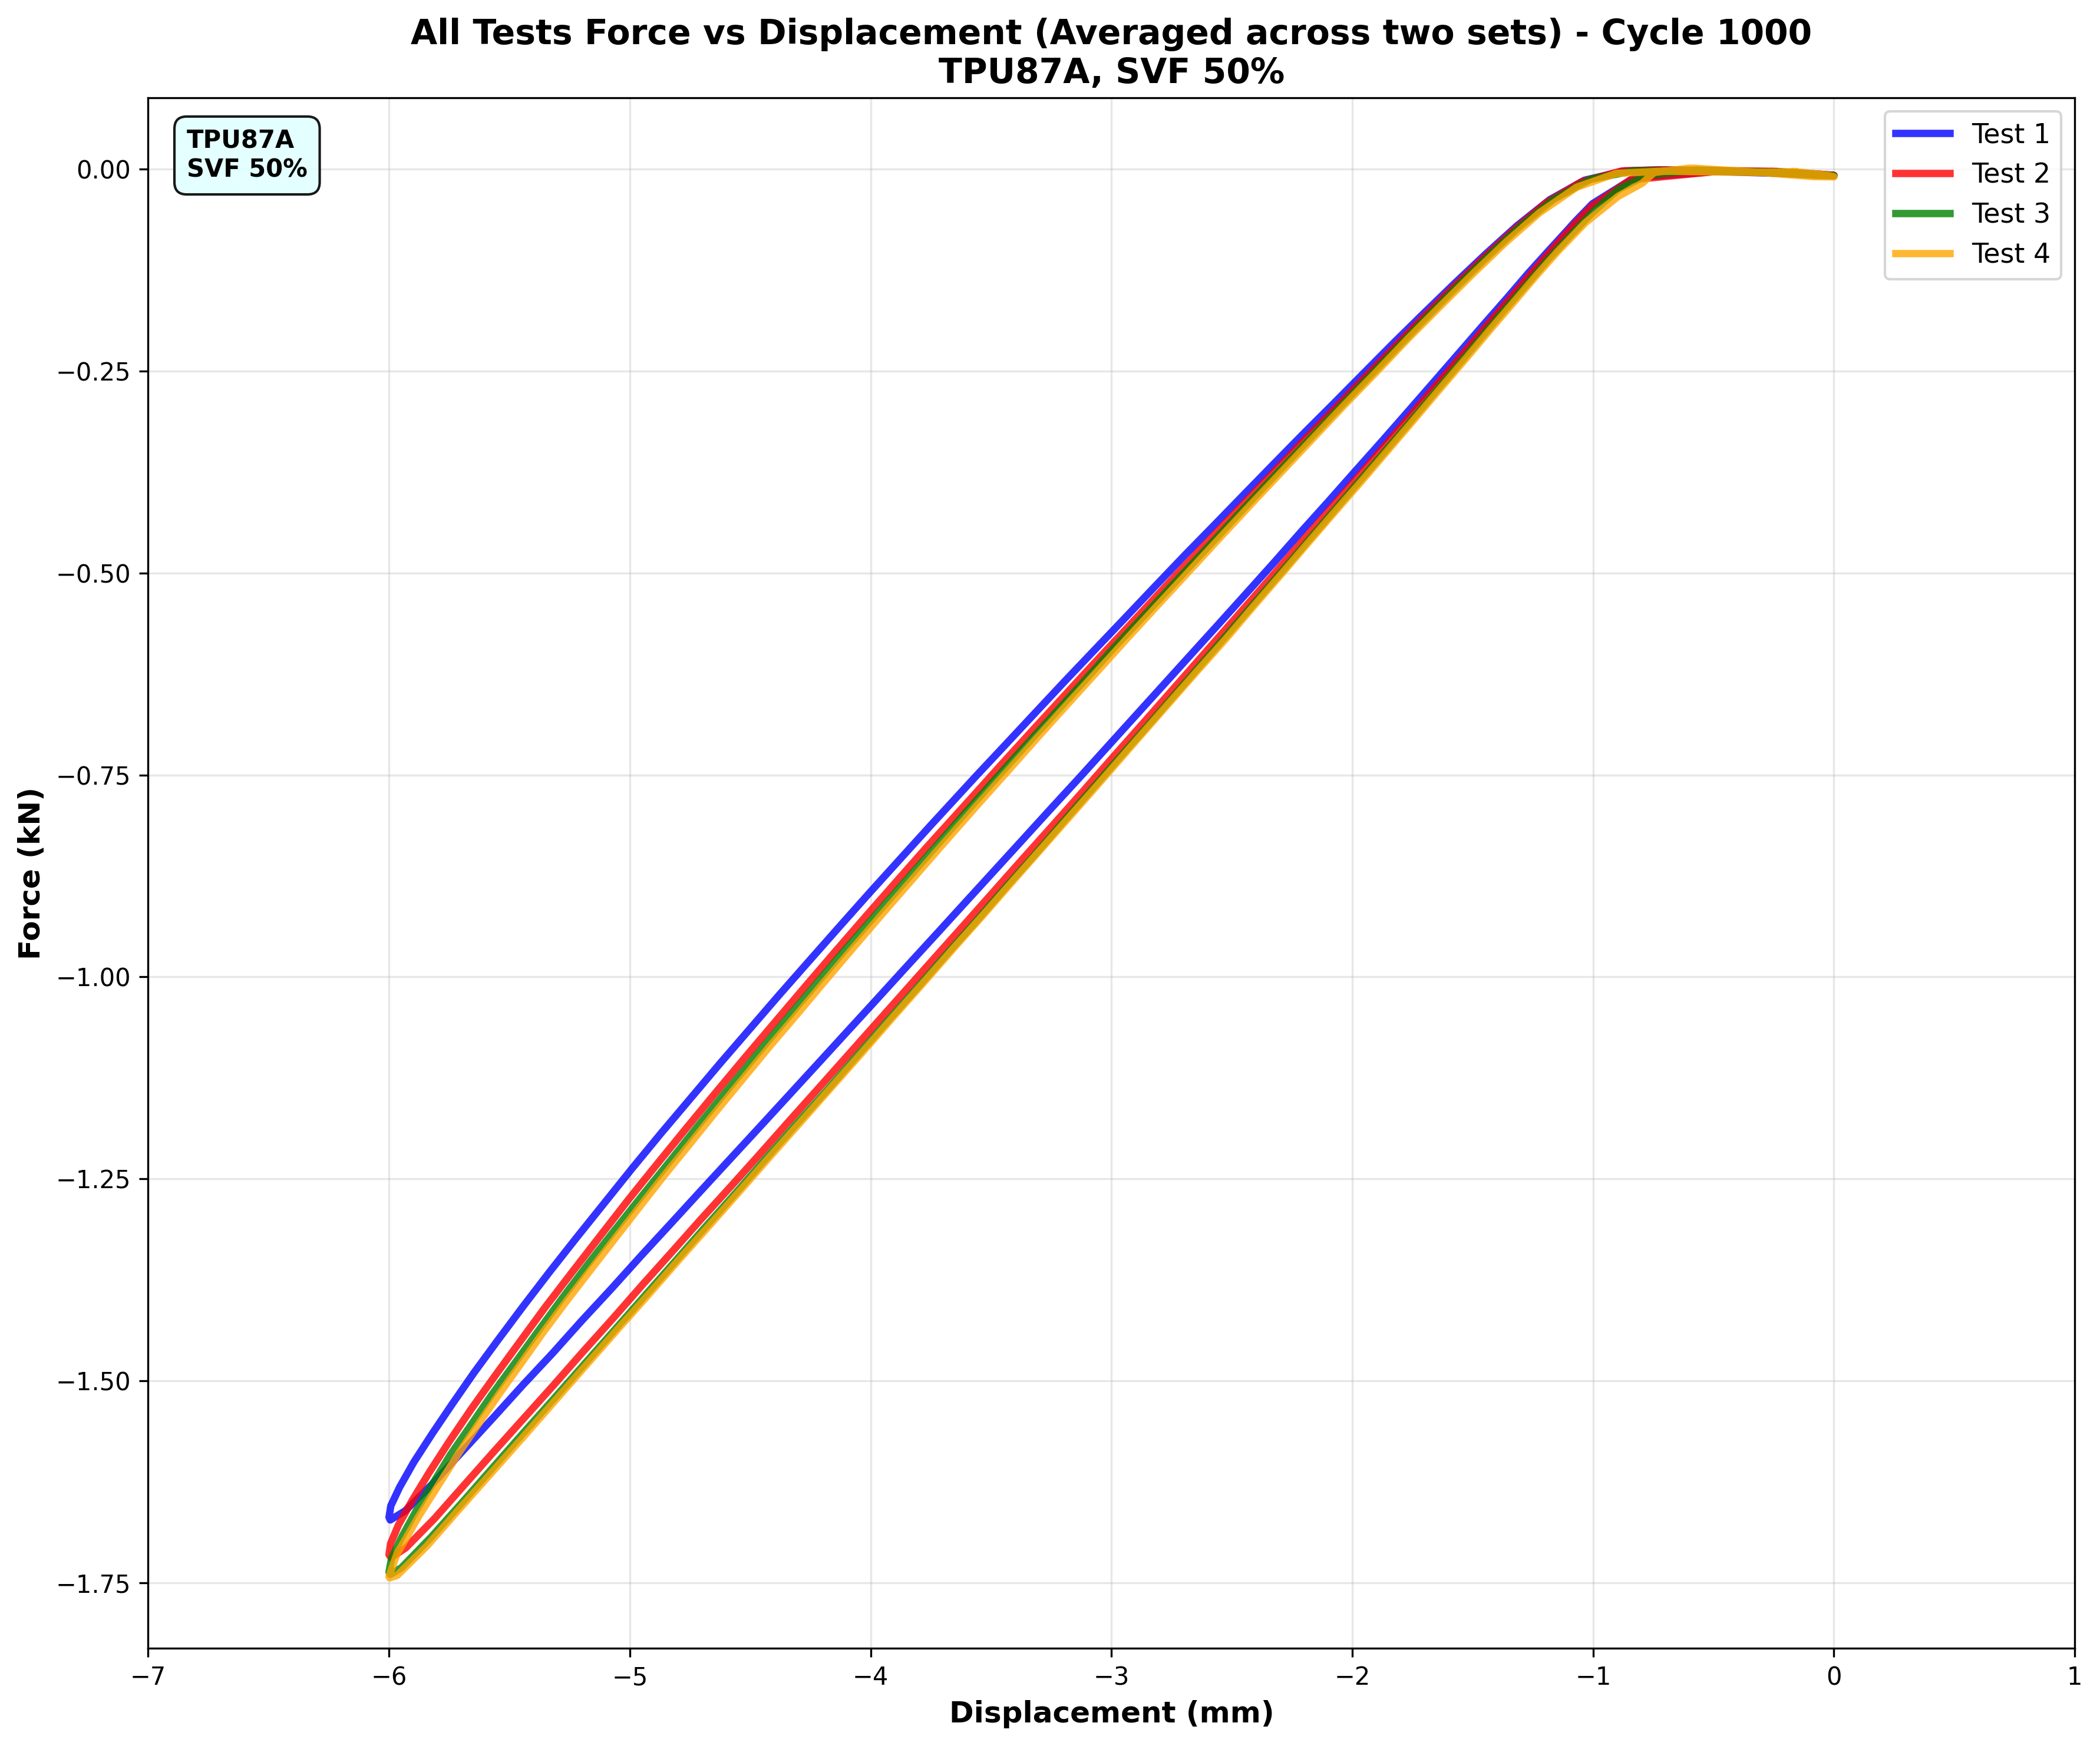 All Tests Force vs Displacement (Averaged across two sets) - Cycle 1000
TPU87A, SVF 50%
TPU87A
SVF 50%
Test 1
Test 2
Test 3
Test 4
0.00
−0.25
−0.50
−0.75
−1.00
−1.25
−1.50
−1.75
Force (kN)
−7
−6
−5
−4
−3
−2
−1
0
1
Displacement (mm)